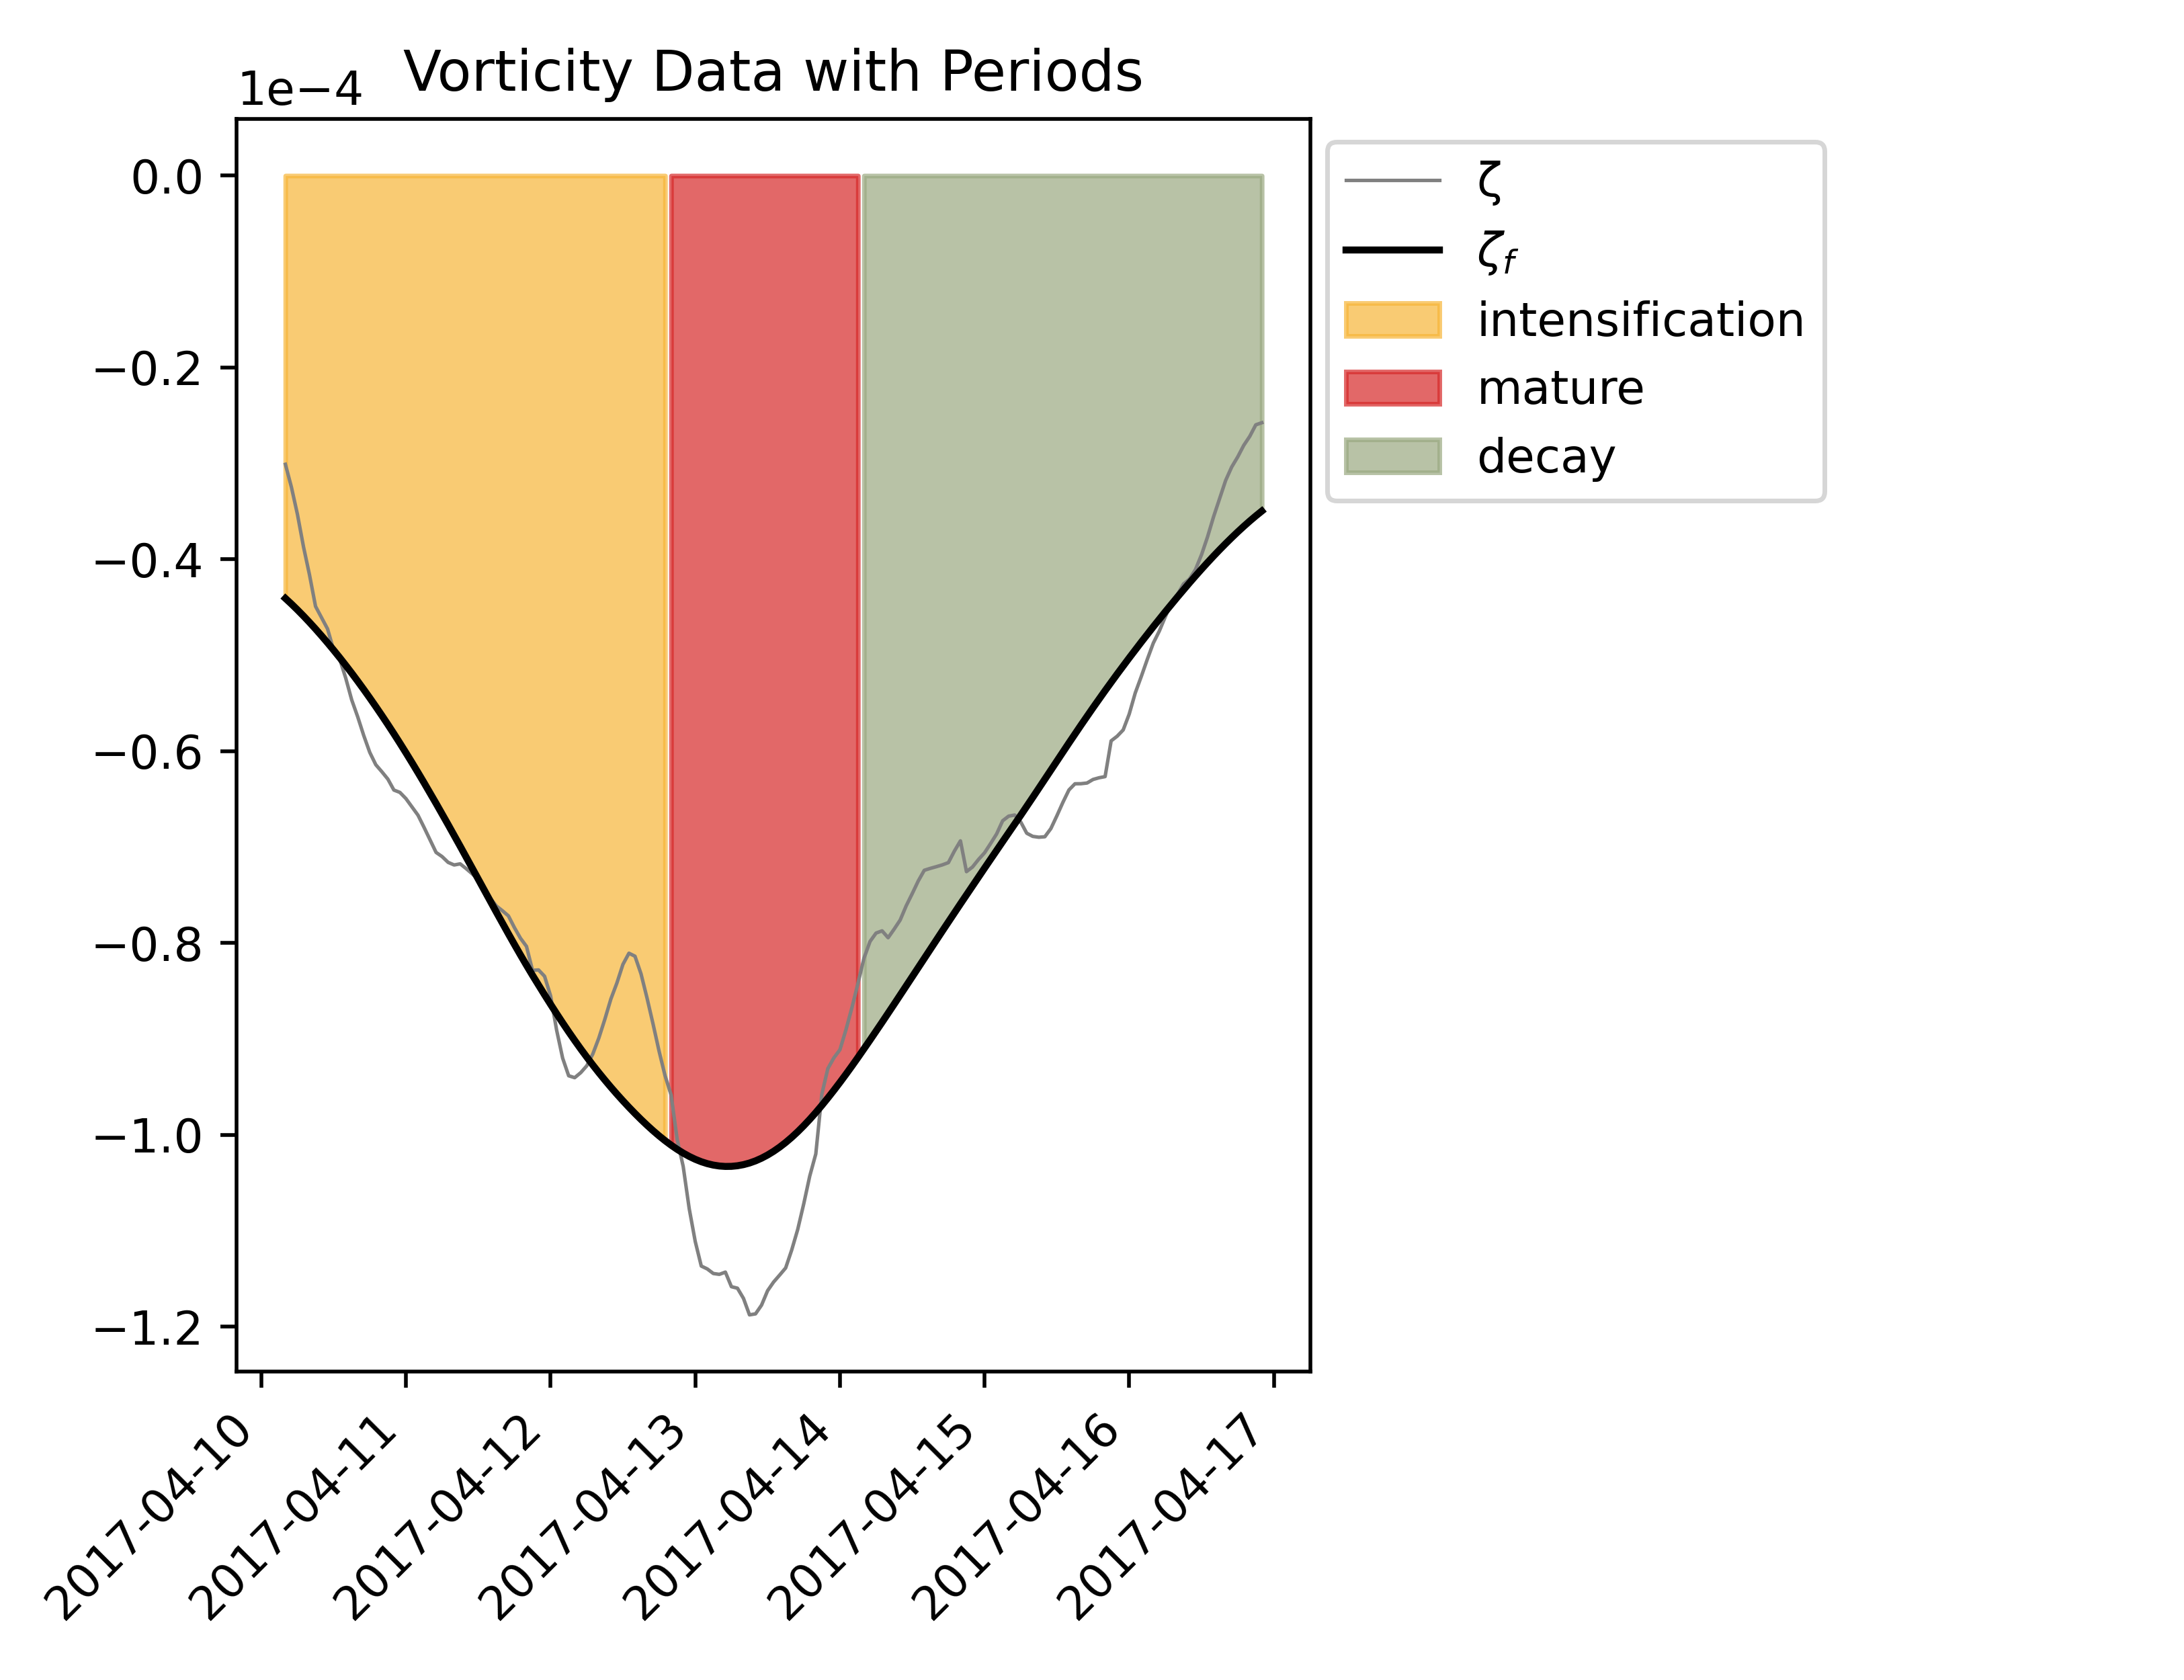 Vorticity Data with Periods
1e−4
0.0
−0.2
−0.4
−0.6
−0.8
−1.0
−1.2
2017-04-10
2017-04-11
2017-04-12
2017-04-13
2017-04-14
2017-04-15
2017-04-16
2017-04-17
ζ
ζf
intensification
mature
decay